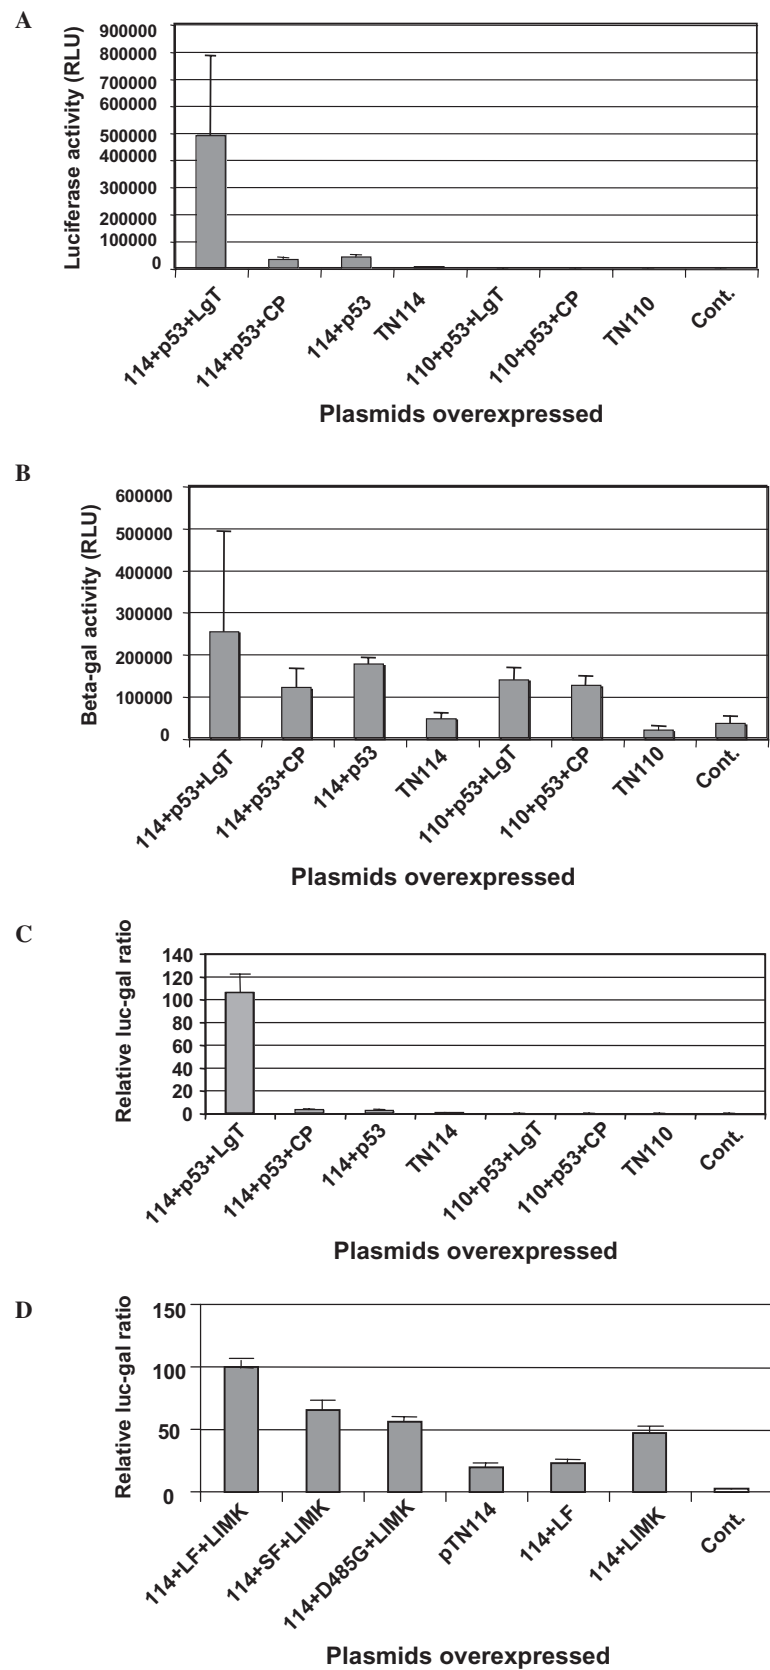 A
Luciferase activity (RLU)
900000
800000
700000
600000
500000
400000
300000
200000
100000
0
114+p53+LgT
114+p53+CP
114+p53
TN114
110+p53+LgT
110+p53+CP
TN110
Cont.
Plasmids overexpressed
B
Beta-gal activity (RLU)
600000
500000
400000
300000
200000
100000
0
114+p53+LgT
114+p53+CP
114+p53
TN114
110+p53+LgT
110+p53+CP
TN110
Cont.
Plasmids overexpressed
C
Relative luc-gal ratio
140
120
100
80
60
40
20
0
114+p53+LgT
114+p53+CP
114+p53
TN114
110+p53+LgT
110+p53+CP
TN110
Cont.
Plasmids overexpressed
D
Relative luc-gal ratio
150
100
50
0
114+LF+LIMK
114+SF+LIMK
114+D485G+LIMK
pTN114
114+LF
114+LIMK
Cont.
Plasmids overexpressed